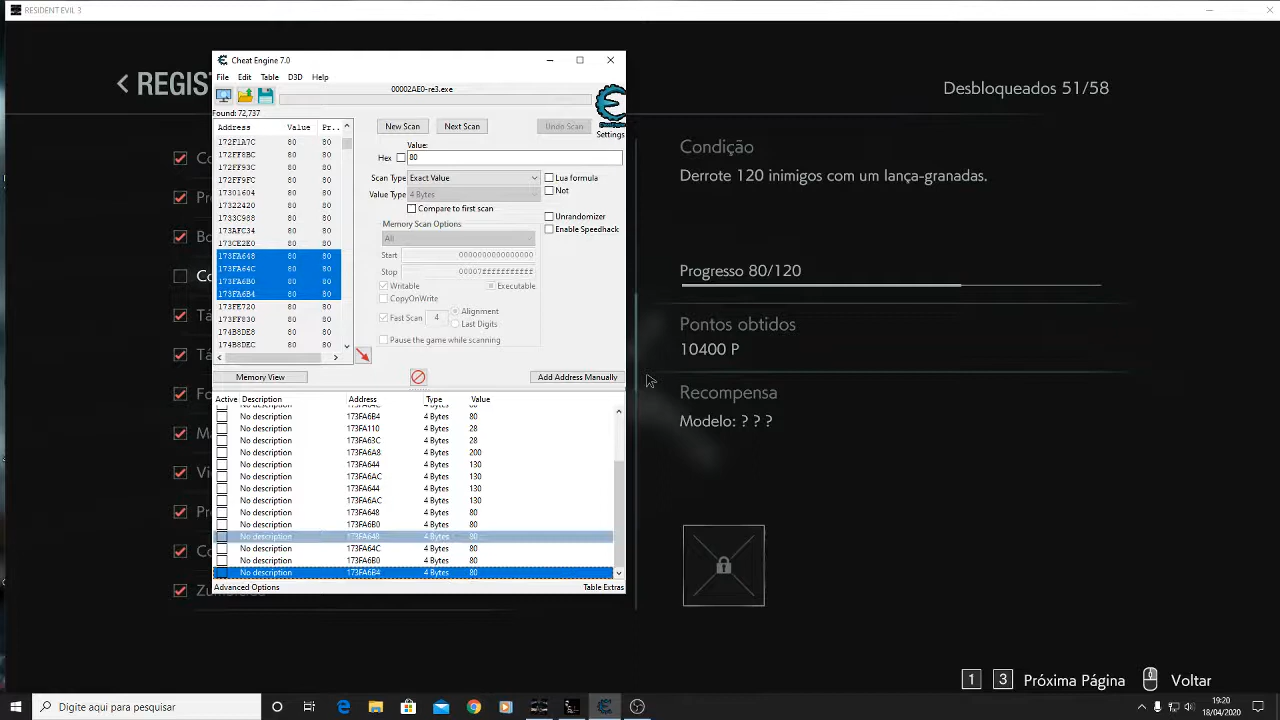 RESIDENT EVIL 3
REGIST
Desbloqueados 51/58
Condição
Derrote 120 inimigos com um lança-granadas.
Progresso 80/120
Pontos obtidos
10400 P
Recompensa
Modelo: ? ? ?
1 3 Próxima Página Voltar
Co
Pro
Bo
Co
Tá
Tá
Fo
M
Vi
Pr
Co
Cheat Engine 7.0
File Edit Table D3D Help
00002AE0-re3.exe
Found: 72,737
Settings
Address Value Pr..
172F1A7C 80 80
172FF8BC 80 80
172FF93C 80 80
172FF9FC 80 80
17301604 80 80
17322420 80 80
1733C988 80 80
173AFC34 80 80
173CE2E0 80 80
173FA648 80 80
173FA64C 80 80
173FA6B0 80 80
173FA6B4 80 80
173FE720 80 80
173FF830 80 80
174B8DE8 80 80
174B8DEC 80 80
New Scan Next Scan Undo Scan
Value:
Hex 80
Scan Type Exact Value
Lua formula
Not
Value Type 4 Bytes
Compare to first scan
Unrandomizer
Enable Speedhack
Memory Scan Options
All
Start 0000000000000000
Stop 00007fffffffffff
Writable Executable
CopyOnWrite
Fast Scan 4 Alignment
Last Digits
Pause the game while scanning
Memory View Add Address Manually
Active Description Address Type Value
No description 173FA6B4 4 Bytes 80
No description 173FA110 4 Bytes 28
No description 173FA63C 4 Bytes 28
No description 173FA6A8 4 Bytes 200
No description 173FA644 4 Bytes 130
No description 173FA6AC 4 Bytes 130
No description 173FA644 4 Bytes 130
No description 173FA6AC 4 Bytes 130
No description 173FA648 4 Bytes 80
No description 173FA6B0 4 Bytes 80
No description 173FA648 4 Bytes 80
No description 173FA64C 4 Bytes 80
No description 173FA6B0 4 Bytes 80
No description 173FA6B4 4 Bytes 80
Advanced Options Table Extras
Digite aqui para pesquisar
19:20
18/04/2020